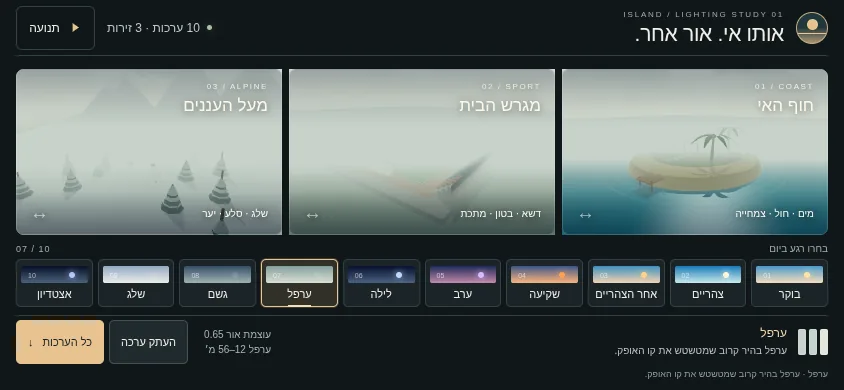 ISLAND / LIGHTING STUDY 01
אותו אי. אור אחר.
10 ערכות · 3 זירות
תנועה
01 / COAST
חוף האי
מים · חול · צמחייה
02 / SPORT
מגרש הבית
דשא · בטון · מתכת
03 / ALPINE
מעל העננים
שלג · סלע · יער
בחרו רגע ביום
07 / 10
01
בוקר
02
צהריים
03
אחר הצהריים
04
שקיעה
05
ערב
06
לילה
07
ערפל
08
גשם
09
שלג
10
אצטדיון
ערפל
ערפל בהיר קרוב שמטשטש את קו האופק.
עוצמת אור 0.65
ערפל 12–56 מ׳
העתק ערכה
כל הערכות ↓
ערפל · ערפל בהיר קרוב שמטשטש את קו האופק.